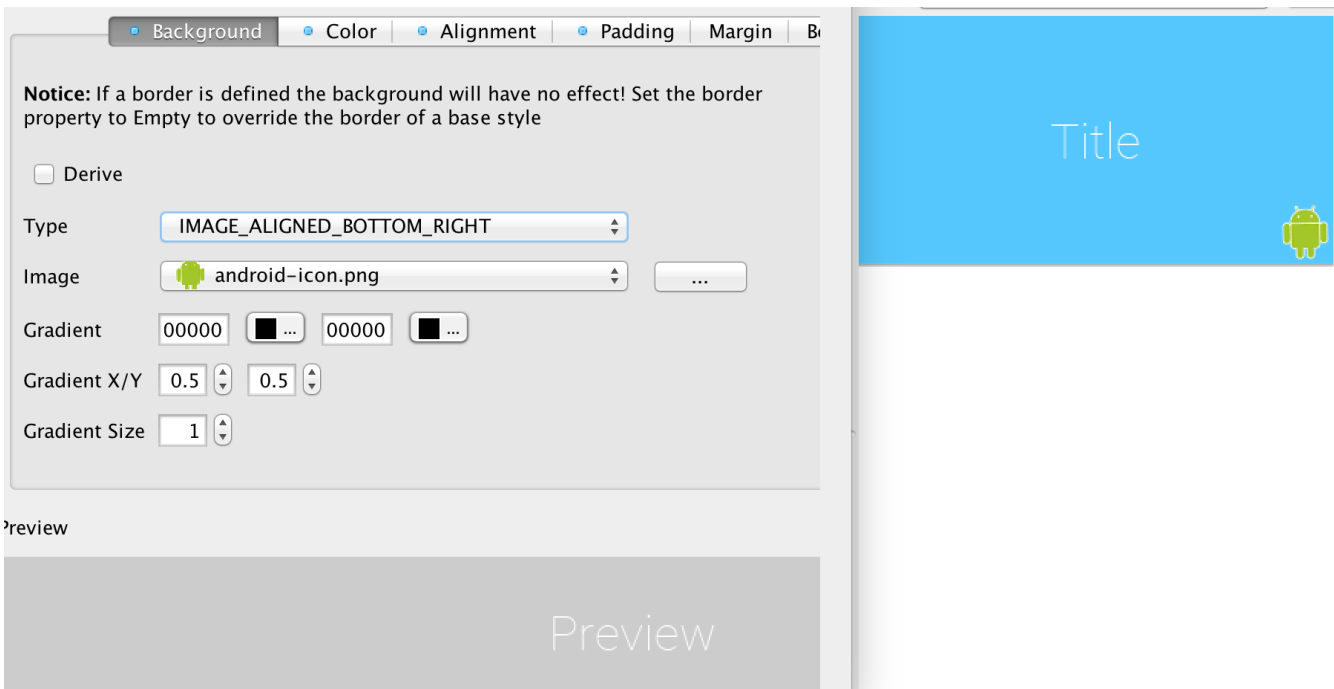 Background Color Alignment Padding Margin
Title
Notice: If a border is defined the background will have no effect! Set the border
property to Empty to override the border of a base style
Derive
Type IMAGE_ALIGNED_BOTTOM_RIGHT
Image android-icon.png ...
Gradient 00000 ... 00000 ...
Gradient X/Y 0.5 0.5
Gradient Size 1
Preview
Preview